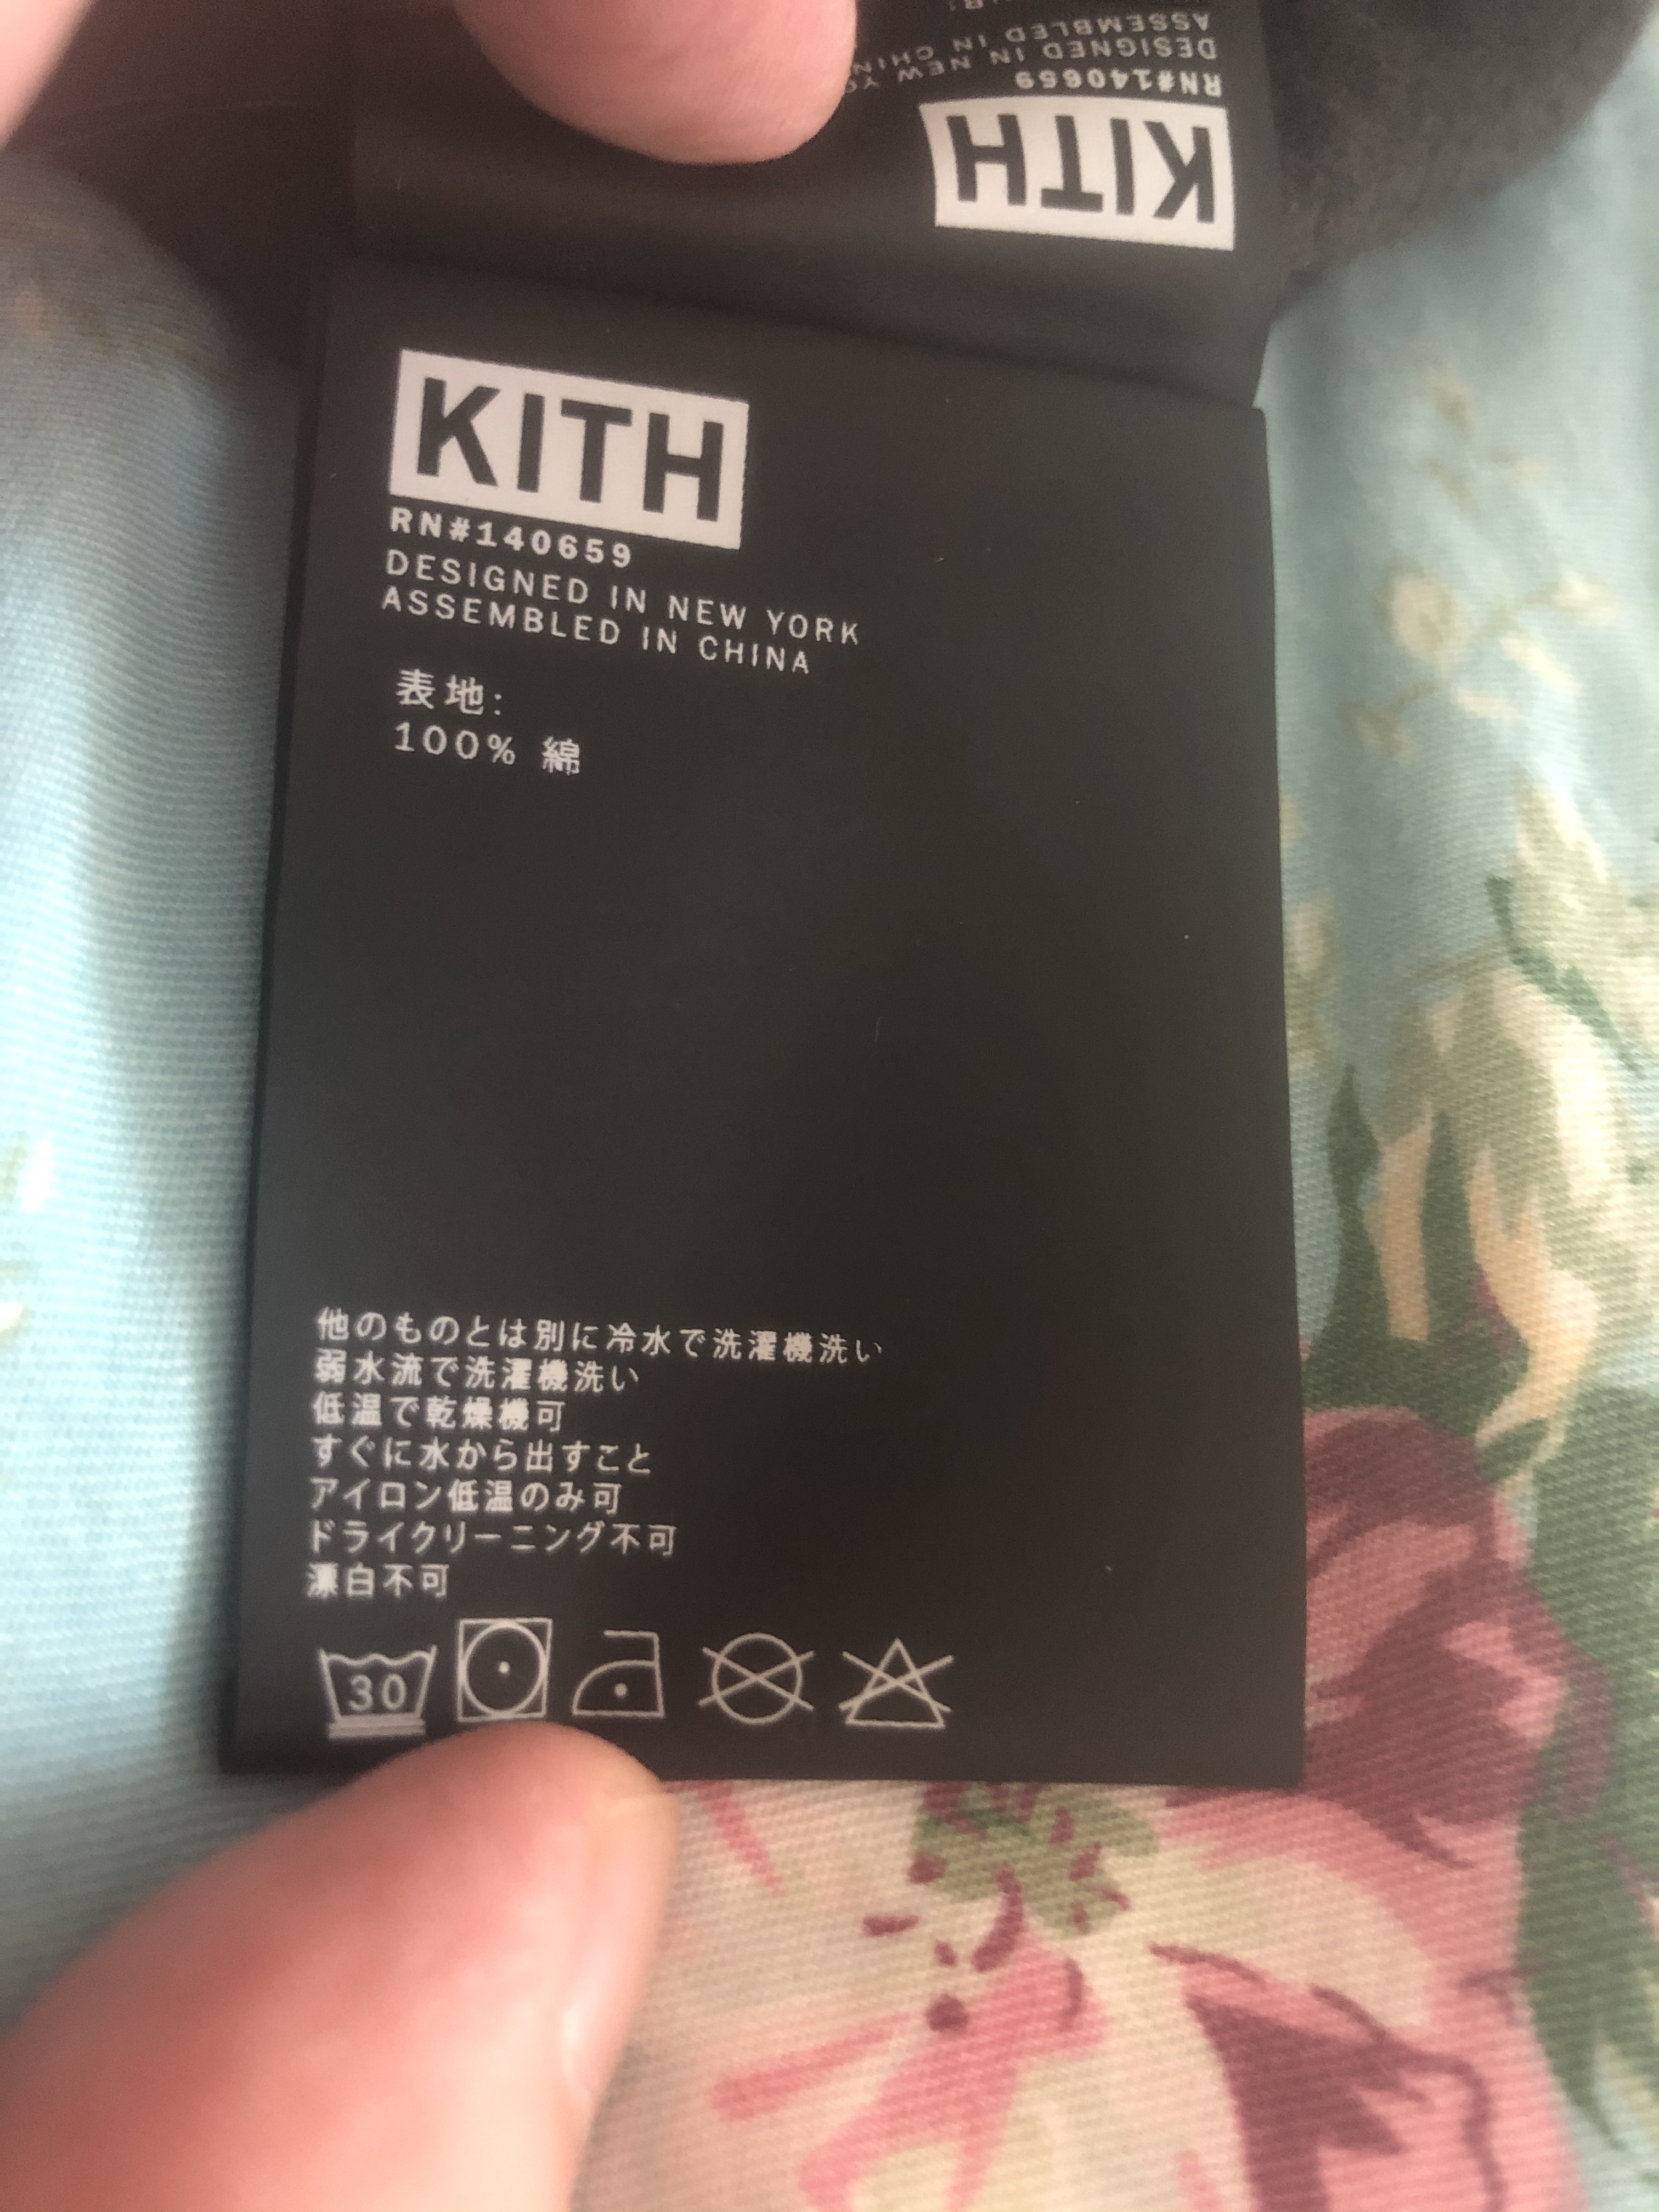 ASSEMBLED IN CHIN
DESIGNED IN NEW YO
RN#140659
KITH
KITH
RN#140659
DESIGNED IN NEW YORK
ASSEMBLED IN CHINA
表地:
100% 綿
他のものとは別に冷水で洗濯機洗い
弱水流で洗濯機洗い
低温で乾燥機可
すぐに水から出すこと
アイロン低温のみ可
ドライクリーニング不可
漂白不可
30